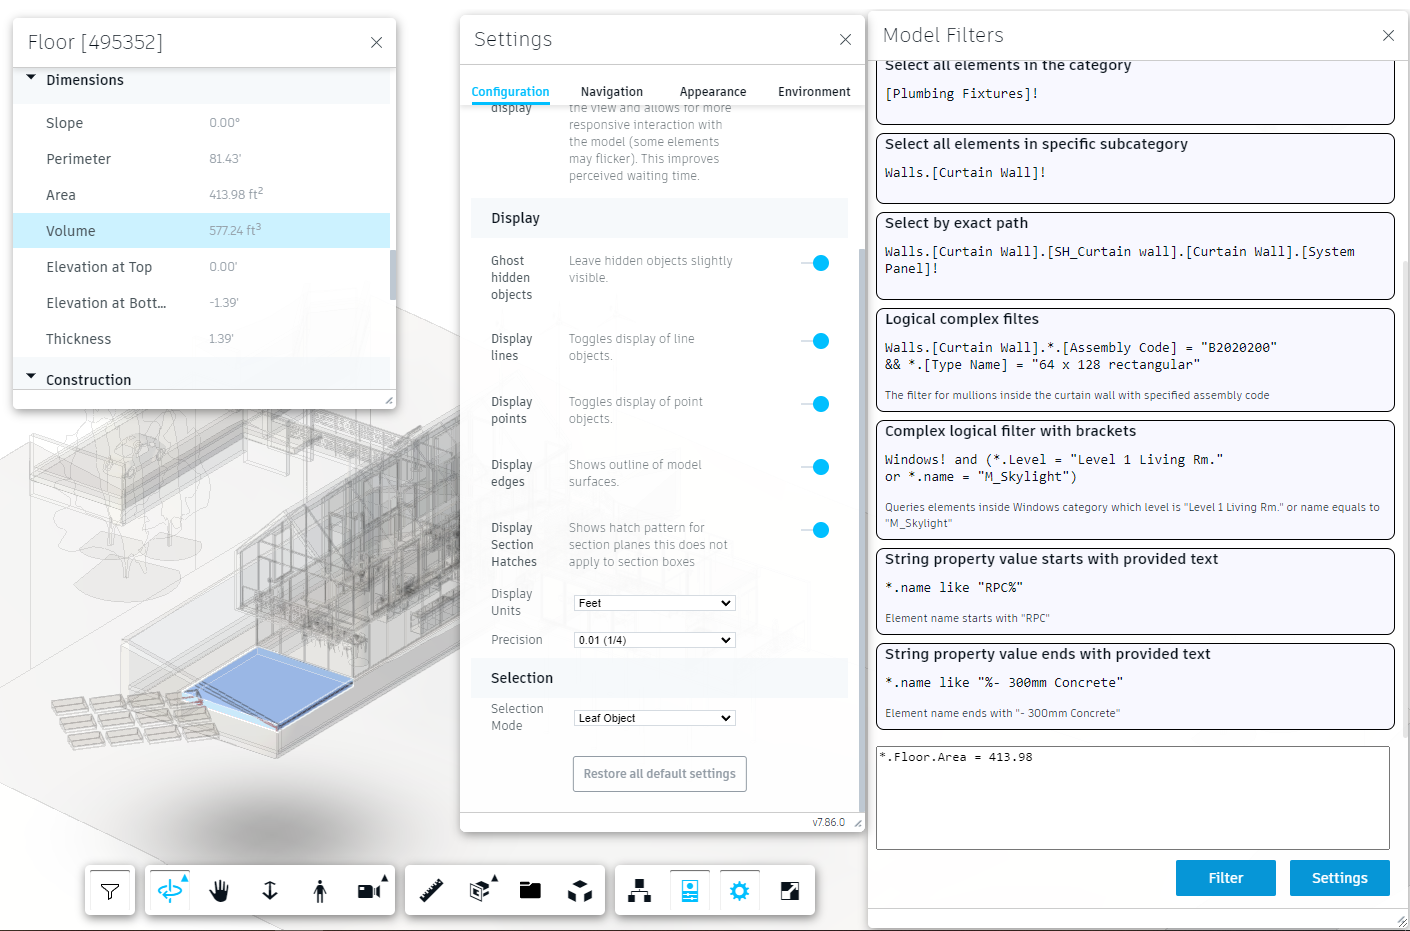 Floor [495352]
Dimensions
Slope 0.00°
Perimeter 81.43'
Area 413.98 ft²
Volume 577.24 ft³
Elevation at Top 0.00'
Elevation at Bott... -1.39'
Thickness 1.39'
Construction
Settings
Configuration Navigation Appearance Environment
display
the view and allows for more
responsive interaction with
the model (some elements
may flicker). This improves
perceived waiting time.
Display
Ghost
hidden
objects
Leave hidden objects slightly
visible.
Display
lines
Toggles display of line
objects.
Display
points
Toggles display of point
objects.
Display
edges
Shows outline of model
surfaces.
Display
Section
Hatches
Shows hatch pattern for
section planes this does not
apply to section boxes
Display
Units
Feet
Precision 0.01 (1/4)
Selection
Selection
Mode
Leaf Object
Restore all default settings
v7.86.0
Model Filters
Select all elements in the category
[Plumbing Fixtures]!
Select all elements in specific subcategory
Walls.[Curtain Wall]!
Select by exact path
Walls.[Curtain Wall].[SH_Curtain wall].[Curtain Wall].[System
Panel]!
Logical complex filtes
Walls.[Curtain Wall].*.[Assembly Code] = "B2020200"
&& *.[Type Name] = "64 x 128 rectangular"
The filter for mullions inside the curtain wall with specified assembly code
Complex logical filter with brackets
Windows! and (*.Level = "Level 1 Living Rm."
or *.name = "M_Skylight")
Queries elements inside Windows category which level is "Level 1 Living Rm." or name equals to
"M_Skylight"
String property value starts with provided text
*.name like "RPC%"
Element name starts with "RPC"
String property value ends with provided text
*.name like "%- 300mm Concrete"
Element name ends with "- 300mm Concrete"
*.Floor.Area = 413.98
Filter Settings